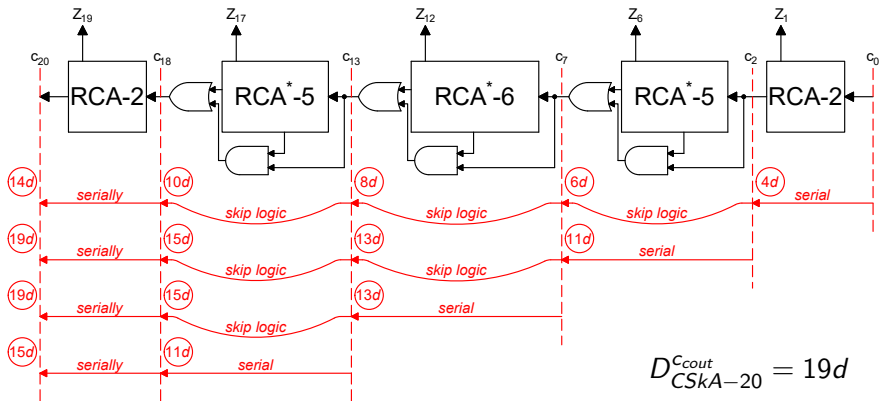 Z19 Z17 Z12 Z6 Z1
c20 c18 c13 c7 c2 c0
RCA-2 RCA*-5 RCA*-6 RCA*-5 RCA-2
14d serially 10d skip logic 8d skip logic 6d skip logic 4d serial
19d serially 15d skip logic 13d skip logic 11d serial
19d serially 15d skip logic 13d serial
15d serially 11d serial
D^{c_{cout}}_{CSkA−20} = 19d